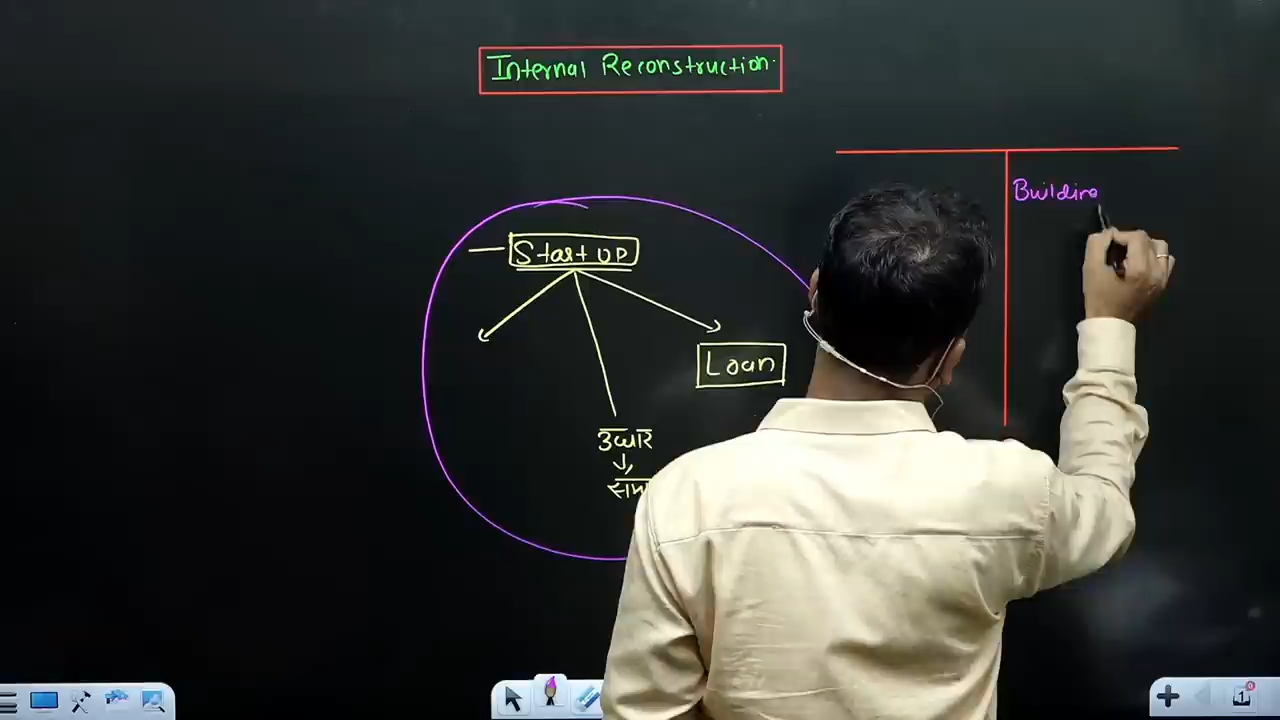 Internal Reconstruction.
Start up
Loan
उधार
Buildin